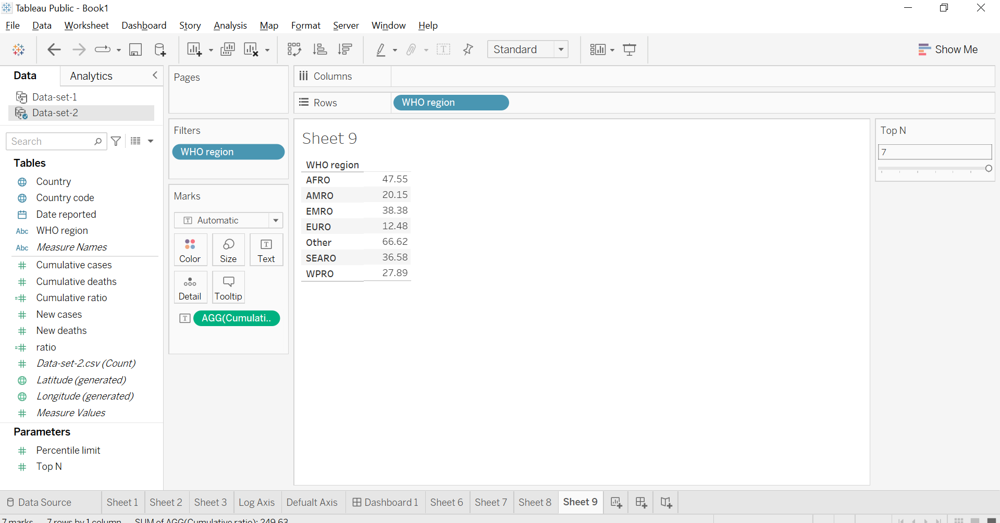 Tableau Public - Book1
File Data Worksheet Dashboard Story Analysis Map Format Server Window Help
Standard
Show Me
Data
Analytics
Data-set-1
Data-set-2
Search
Tables
Country
Country code
Date reported
Abc WHO region
Abc Measure Names
Cumulative cases
Cumulative deaths
Cumulative ratio
New cases
New deaths
ratio
Data-set-2.csv (Count)
Latitude (generated)
Longitude (generated)
Measure Values
Parameters
Percentile limit
Top N
Pages
Filters
WHO region
Marks
Automatic
Color Size Text
Detail Tooltip
AGG(Cumulati..
Columns
Rows WHO region
Sheet 9
WHO region
AFRO 47.55
AMRO 20.15
EMRO 38.38
EURO 12.48
Other 66.62
SEARO 36.58
WPRO 27.89
Top N
7
Data Source Sheet 1 Sheet 2 Sheet 3 Log Axis Defualt Axis Dashboard 1 Sheet 6 Sheet 7 Sheet 8 Sheet 9
7 marks 7 rows by 1 column SUM of AGG(Cumulative ratio): 249.63